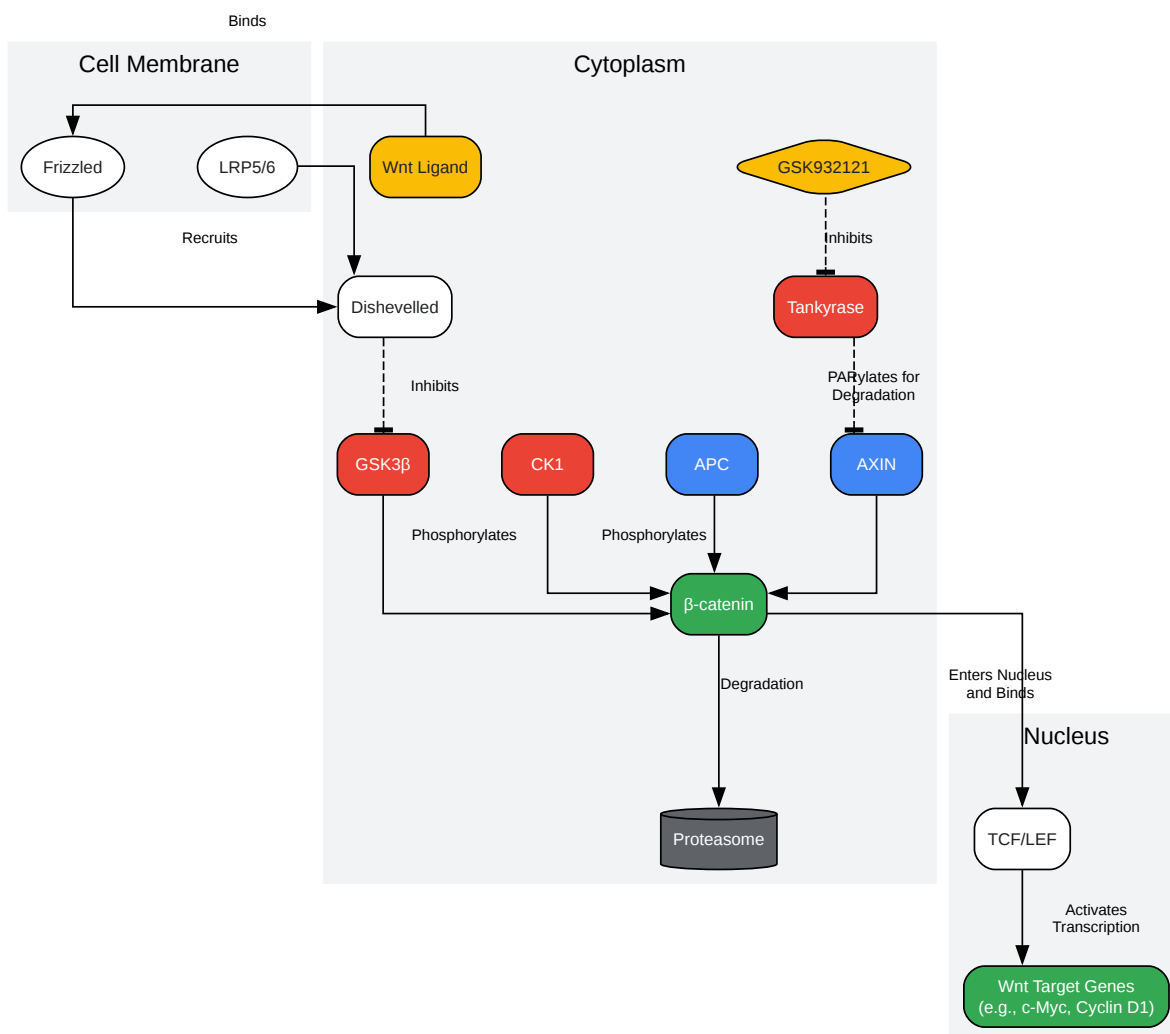 Binds
Cell Membrane
Cytoplasm
Frizzled
LRP5/6
Wnt Ligand
GSK932121
Recruits
Inhibits
Dishevelled
Tankyrase
Inhibits
PARylates for
Degradation
GSK3β
CK1
APC
AXIN
Phosphorylates
Phosphorylates
β-catenin
Enters Nucleus
and Binds
Degradation
Nucleus
Proteasome
TCF/LEF
Activates
Transcription
Wnt Target Genes
(e.g., c-Myc, Cyclin D1)